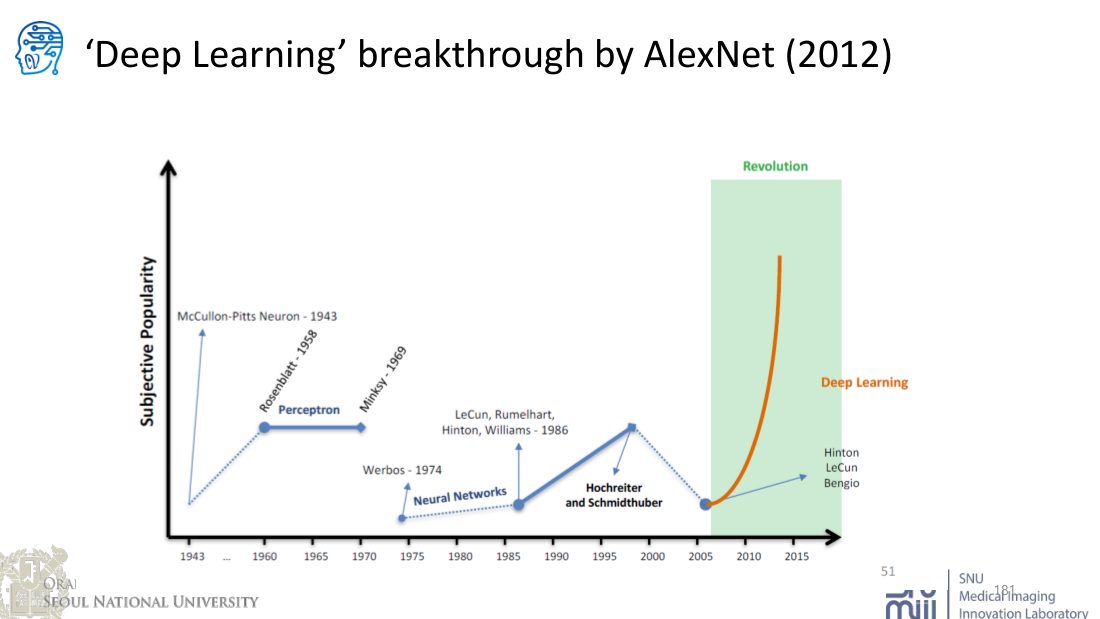 ‘Deep Learning’ breakthrough by AlexNet (2012)
Revolution
Subjective Popularity
McCullon-Pitts Neuron - 1943
Rosenblatt - 1958
Perceptron
Minksy - 1969
Deep Learning
LeCun, Rumelhart,
Hinton, Williams - 1986
Werbos - 1974
Neural Networks
Hochreiter
and Schmidthuber
Hinton
LeCun
Bengio
1943 ... 1960 1965 1970 1975 1980 1985 1990 1995 2000 2005 2010 2015
51
181
SEOUL NATIONAL UNIVERSITY
SNU
Medical Imaging
Innovation Laboratory